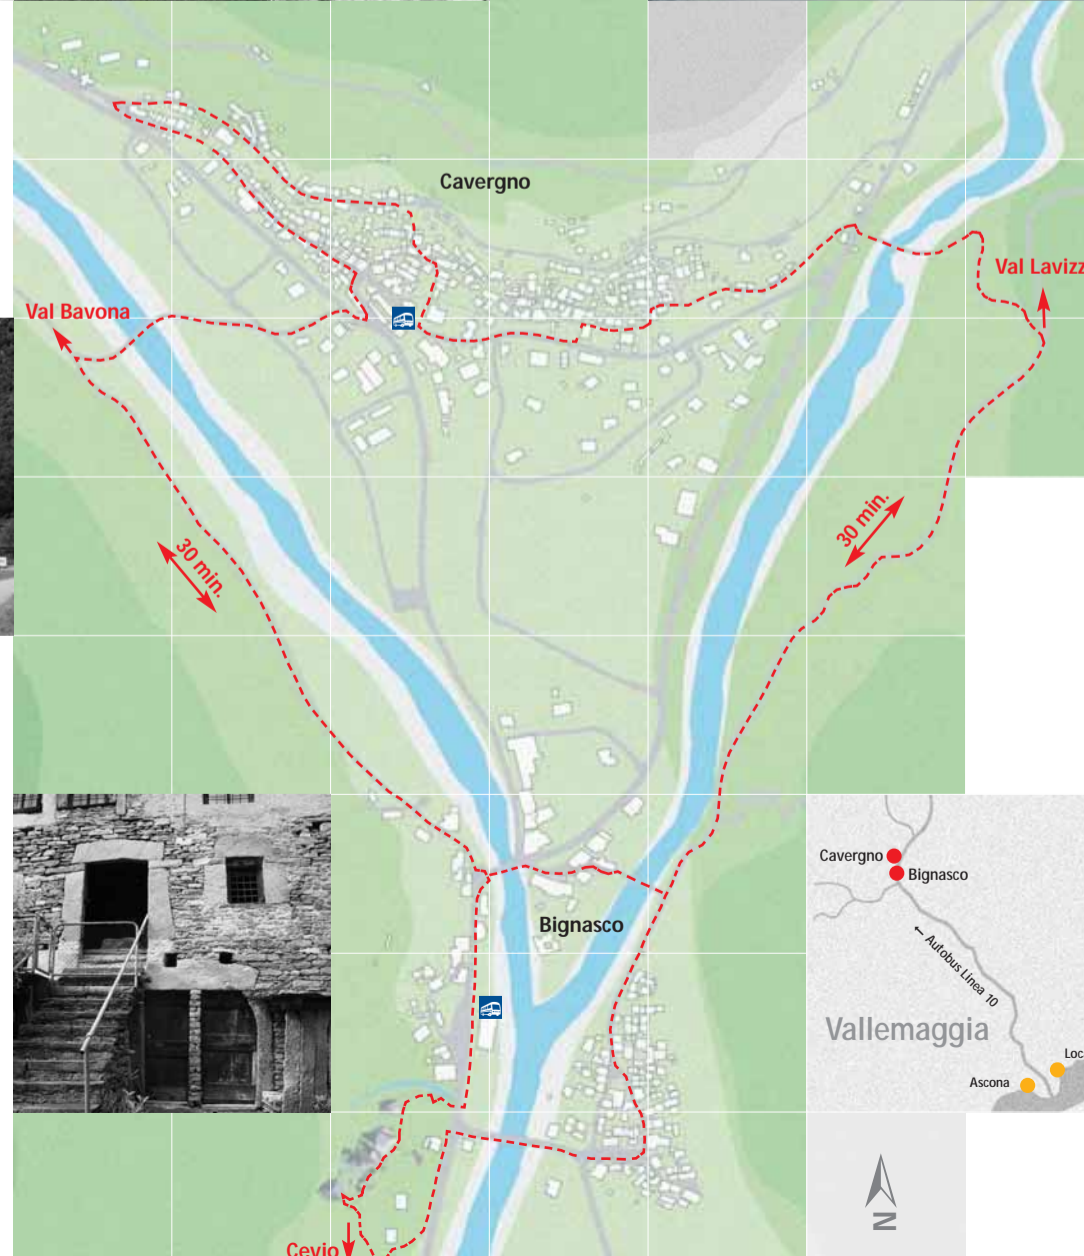 Cavergno
Val Bavona
Val Lavizz
30 min.
30 min.
Bignasco
Cevio
Cavergno
Bignasco
← Autobus Linea 10
Vallemaggia
Loc
Ascona
N